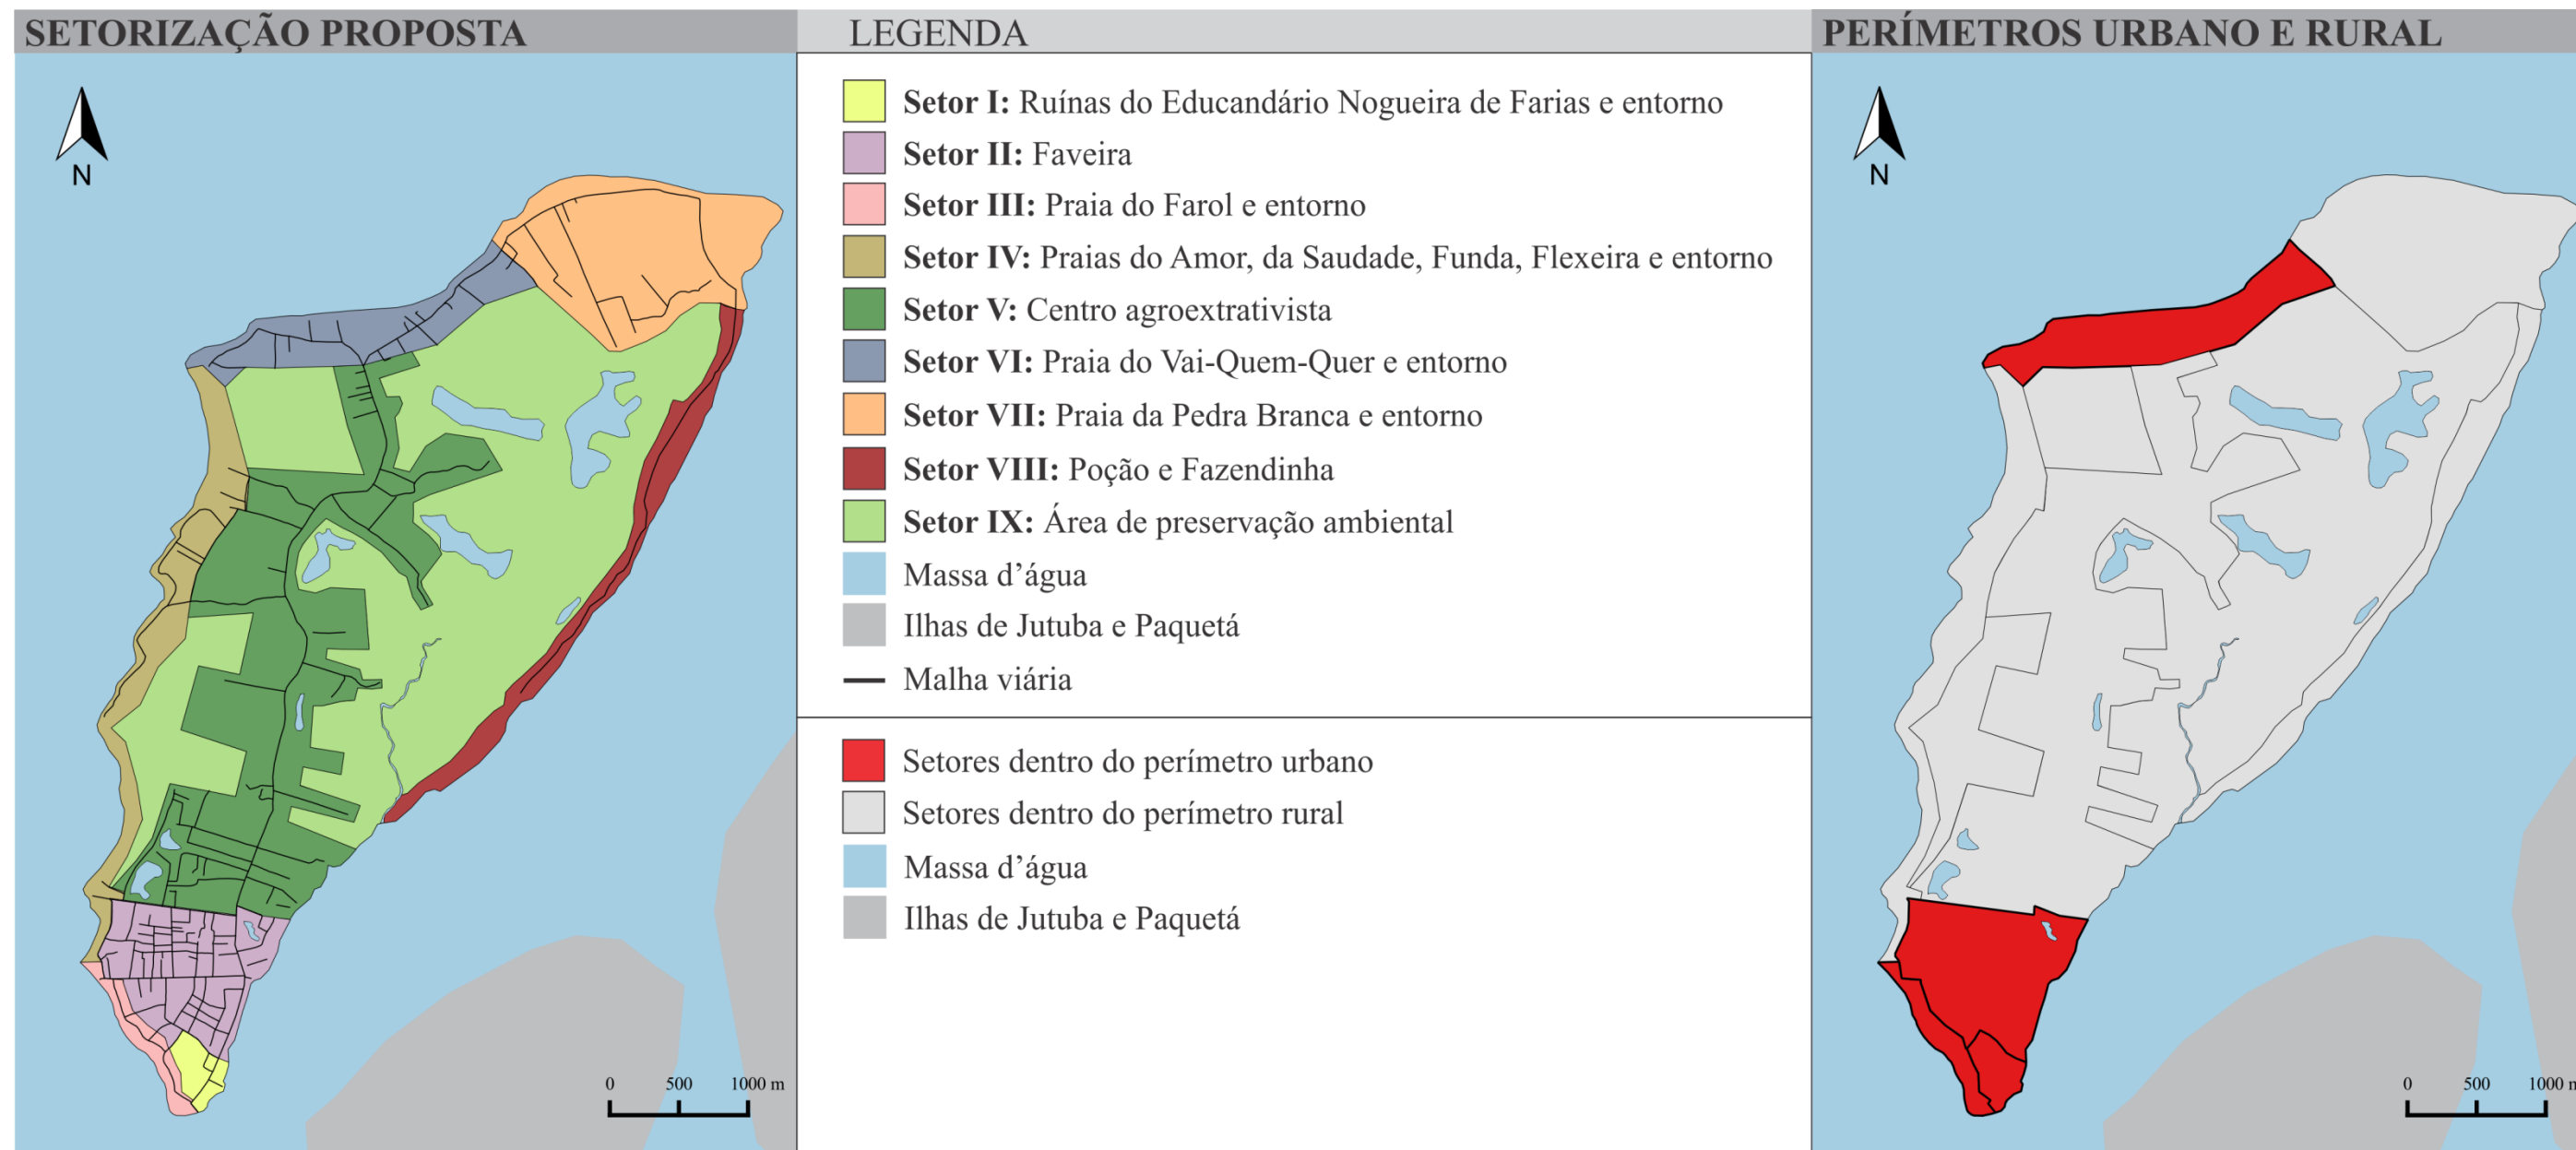 SETORIZAÇÃO PROPOSTA
N
0 500 1000 m
LEGENDA
Setor I: Ruínas do Educandário Nogueira de Farias e entorno
Setor II: Faveira
Setor III: Praia do Farol e entorno
Setor IV: Praias do Amor, da Saudade, Funda, Flexeira e entorno
Setor V: Centro agroextrativista
Setor VI: Praia do Vai-Quem-Quer e entorno
Setor VII: Praia da Pedra Branca e entorno
Setor VIII: Poção e Fazendinha
Setor IX: Área de preservação ambiental
Massa d’água
Ilhas de Jutuba e Paquetá
Malha viária
Setores dentro do perímetro urbano
Setores dentro do perímetro rural
Massa d’água
Ilhas de Jutuba e Paquetá
PERÍMETROS URBANO E RURAL
N
0 500 1000 m